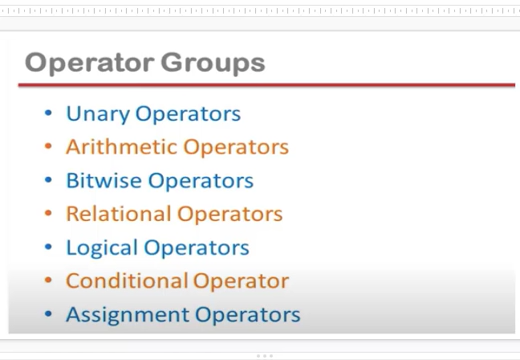 Operator Groups
• Unary Operators
• Arithmetic Operators
• Bitwise Operators
• Relational Operators
• Logical Operators
• Conditional Operator
• Assignment Operators